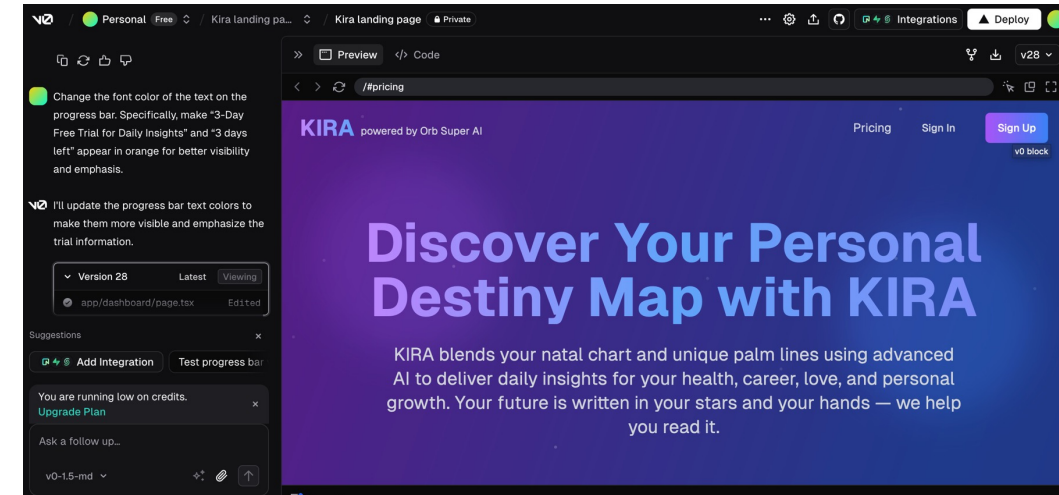 v0 / Personal Free / Kira landing pa... / Kira landing page Private
Integrations
Deploy
Change the font color of the text on the
progress bar. Specifically, make “3-Day
Free Trial for Daily Insights” and “3 days
left” appear in orange for better visibility
and emphasis.
v0 I'll update the progress bar text colors to
make them more visible and emphasize the
trial information.
Version 28 Latest Viewing
app/dashboard/page.tsx Edited
Suggestions
Add Integration
Test progress bar
You are running low on credits.
Upgrade Plan
Ask a follow up...
v0-1.5-md
Preview
Code
v28
/#pricing
KIRA powered by Orb Super AI
Pricing
Sign In
Sign Up
v0 block
Discover Your Personal
Destiny Map with KIRA
KIRA blends your natal chart and unique palm lines using advanced
AI to deliver daily insights for your health, career, love, and personal
growth. Your future is written in your stars and your hands — we help
you read it.